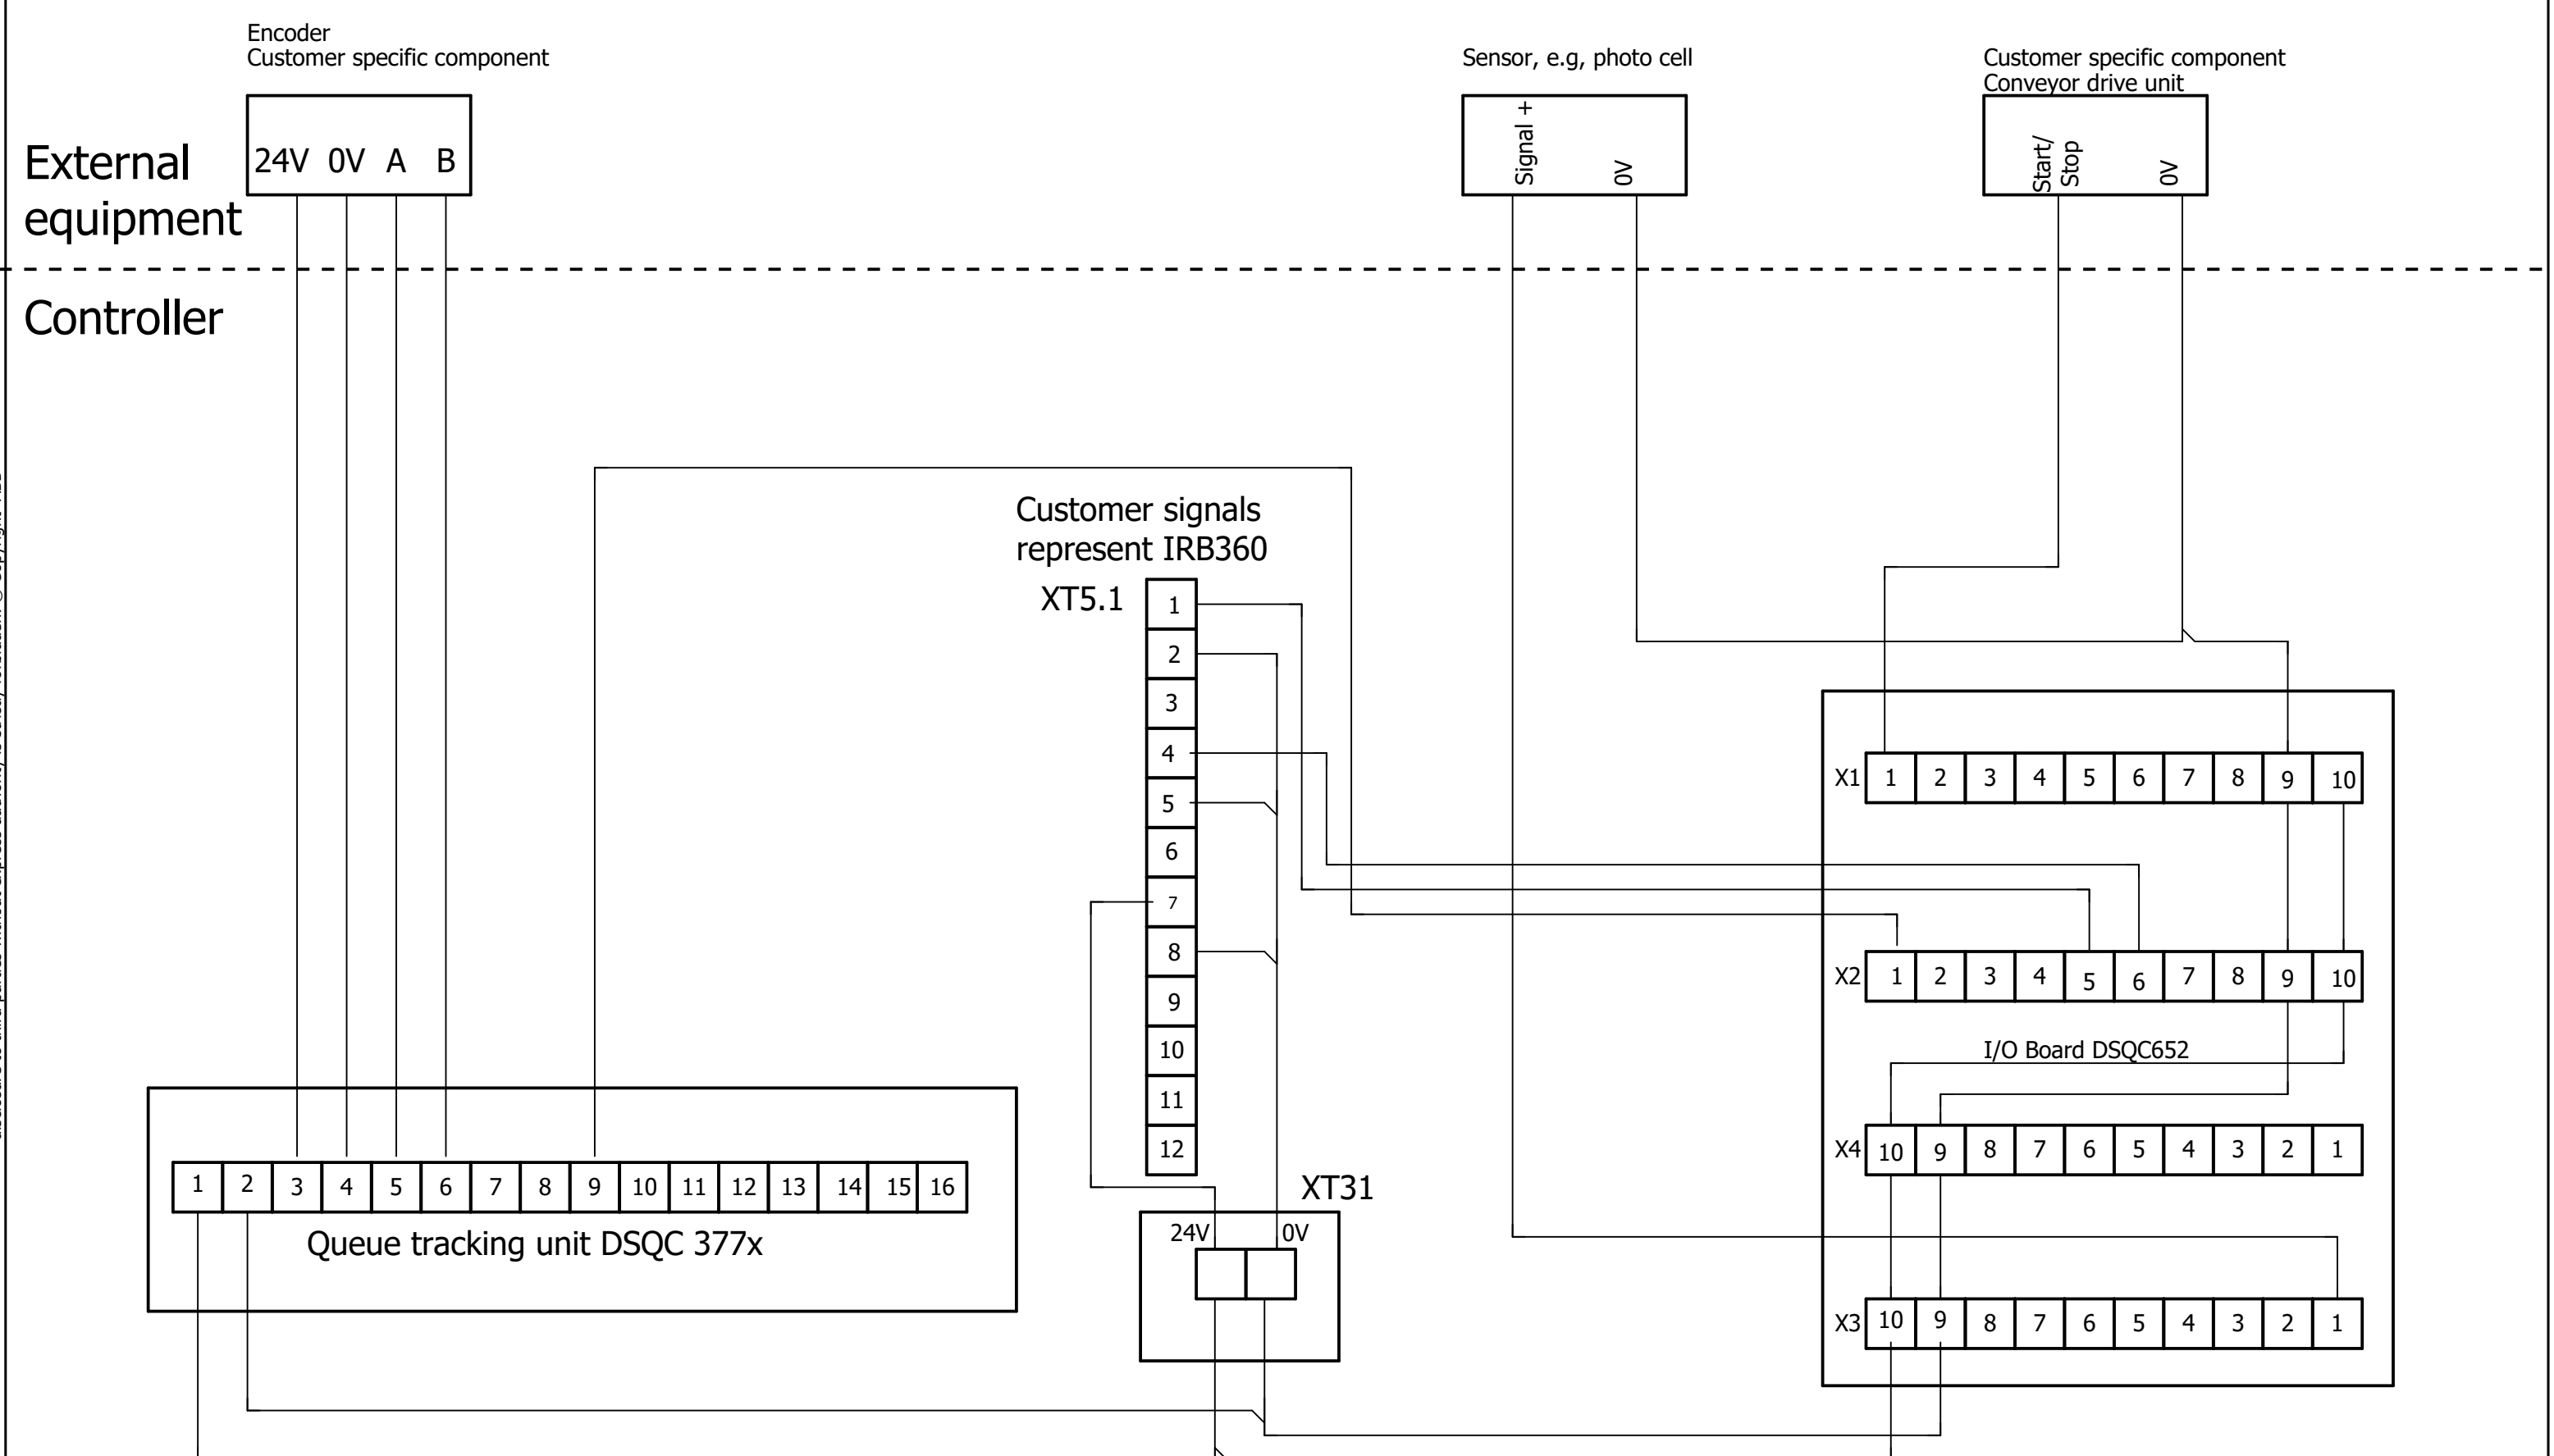 Encoder
Customer specific component
24V 0V A B
Sensor, e.g, photo cell
Signal +
0V
Customer specific component
Conveyor drive unit
Start/
Stop
0V
External
equipment
Controller
Customer signals
represent IRB360
XT5.1
1
2
3
4
5
6
7
8
9
10
11
12
X1 1 2 3 4 5 6 7 8 9 10
X2 1 2 3 4 5 6 7 8 9 10
I/O Board DSQC652
X4 10 9 8 7 6 5 4 3 2 1
X3 10 9 8 7 6 5 4 3 2 1
1 2 3 4 5 6 7 8 9 10 11 12 13 14 15 16
Queue tracking unit DSQC 377x
XT31
24V 0V